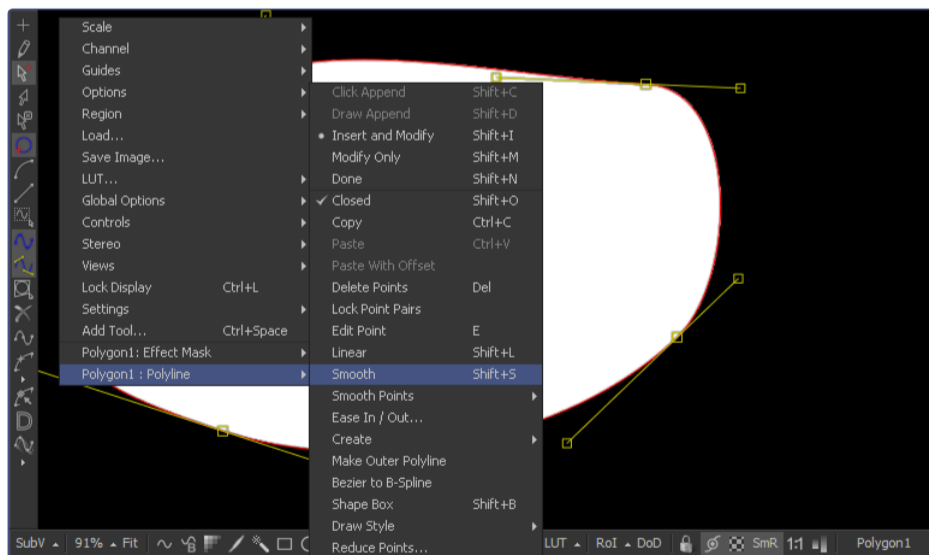 Scale
Channel
Guides
Options
Region
Load...
Save Image...
LUT...
Global Options
Controls
Stereo
Views
Lock Display Ctrl+L
Settings
Add Tool... Ctrl+Space
Polygon1: Effect Mask
Polygon1 : Polyline
Click Append Shift+C
Draw Append Shift+D
Insert and Modify Shift+I
Modify Only Shift+M
Done Shift+N
Closed Shift+O
Copy Ctrl+C
Paste Ctrl+V
Paste With Offset
Delete Points Del
Lock Point Pairs
Edit Point E
Linear Shift+L
Smooth Shift+S
Smooth Points
Ease In / Out...
Create
Make Outer Polyline
Bezier to B-Spline
Shape Box Shift+B
Draw Style
Reduce Points...
SubV 91% Fit LUT RoI DoD SmR 1:1 Polygon1